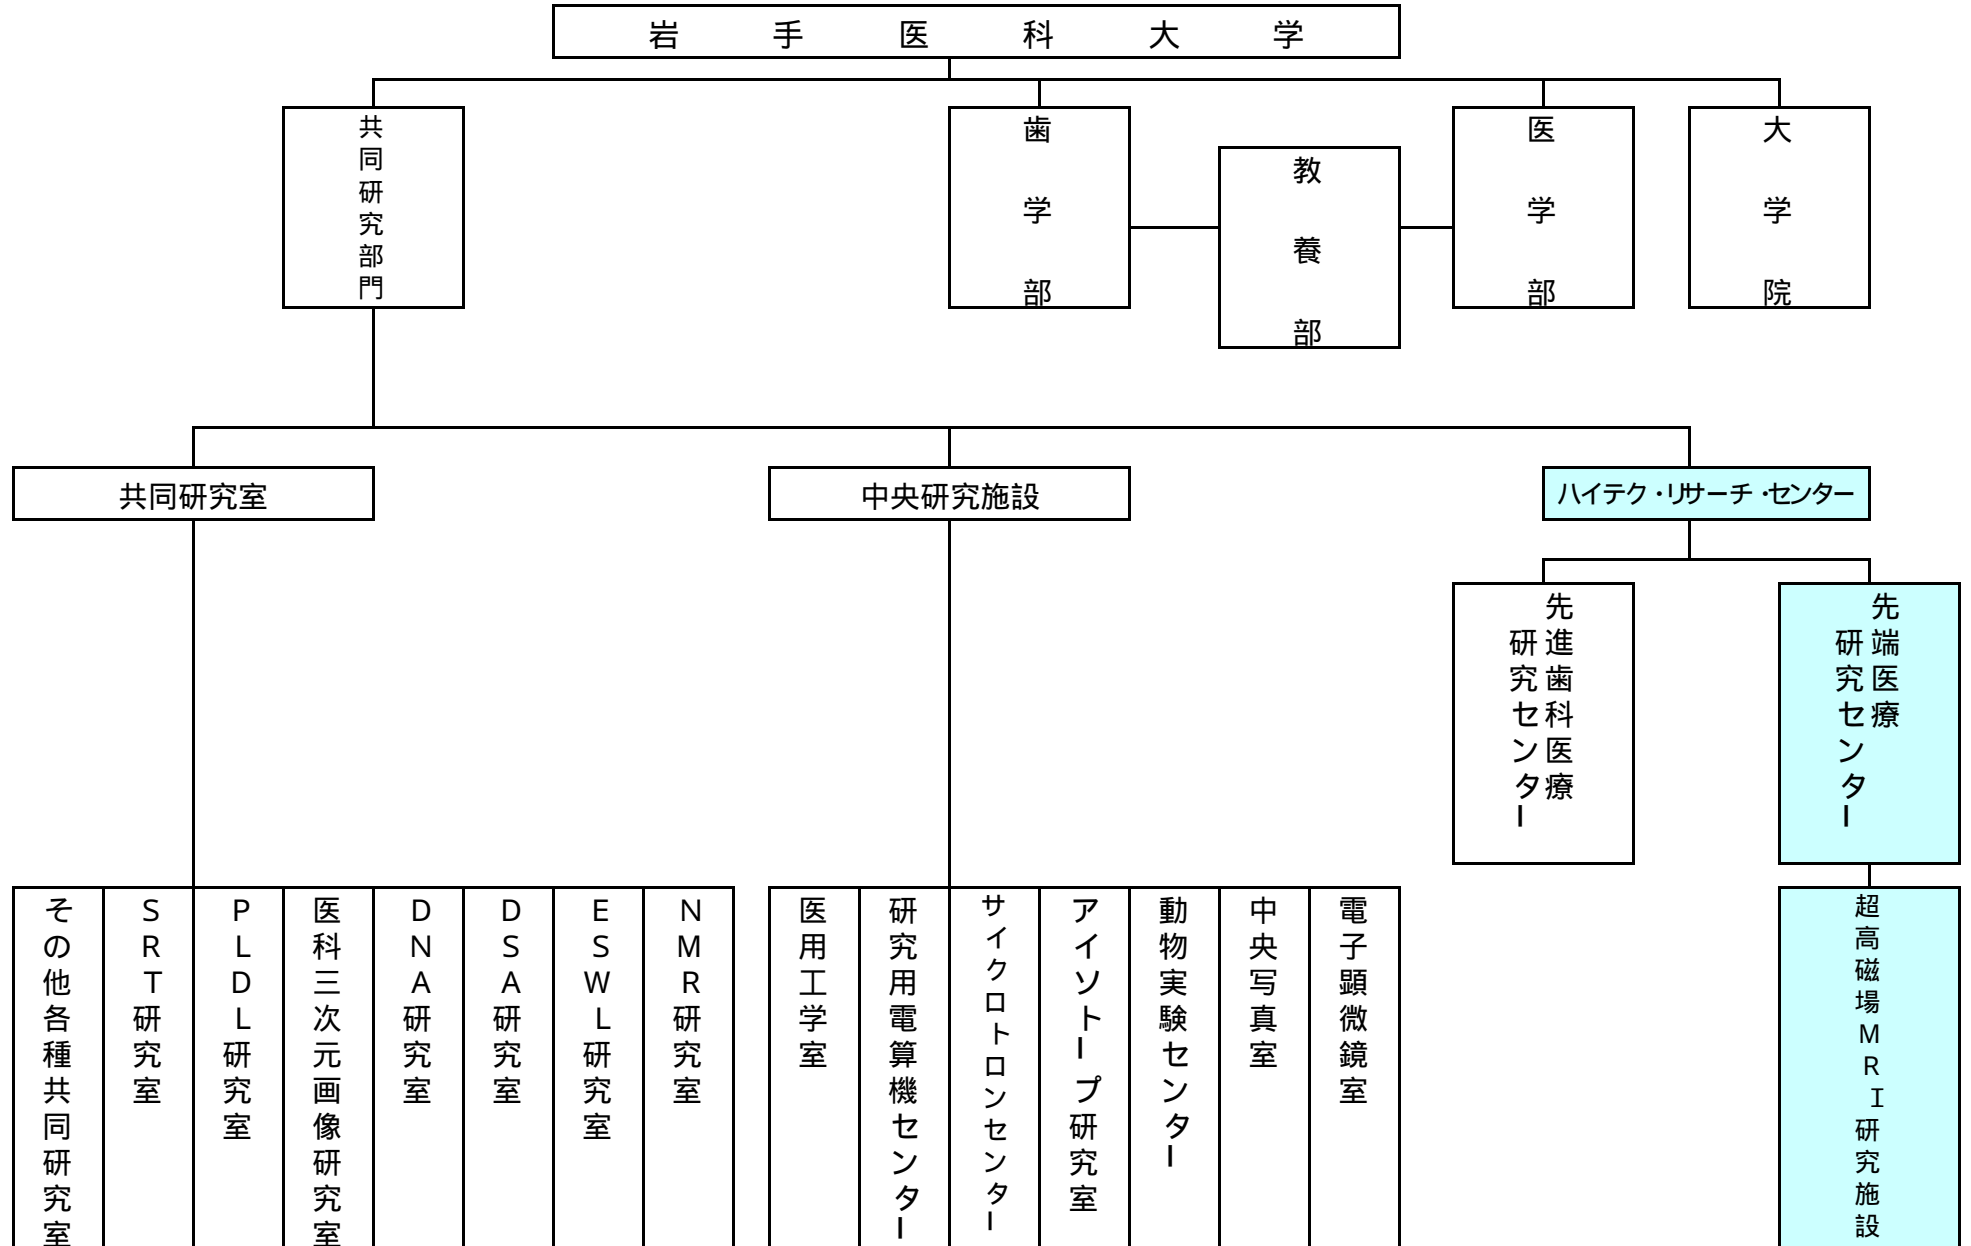 岩手医科大学
共同研究部門
歯学部
教養部
医学部
大学院
共同研究室
中央研究施設
ハイテク・リサーチ・センター
先進歯科医療
研究センター
先端医療
研究センター
その他各種共同研究室
ＳＲＴ研究室
ＰＬＤＬ研究室
医科三次元画像研究室
ＤＮＡ研究室
ＤＳＡ研究室
ＥＳＷＬ研究室
ＮＭＲ研究室
医用工学室
研究用電算機センター
サイクロトロンセンター
アイソトープ研究室
動物実験センター
中央写真室
電子顕微鏡室
超高磁場ＭＲＩ研究施設